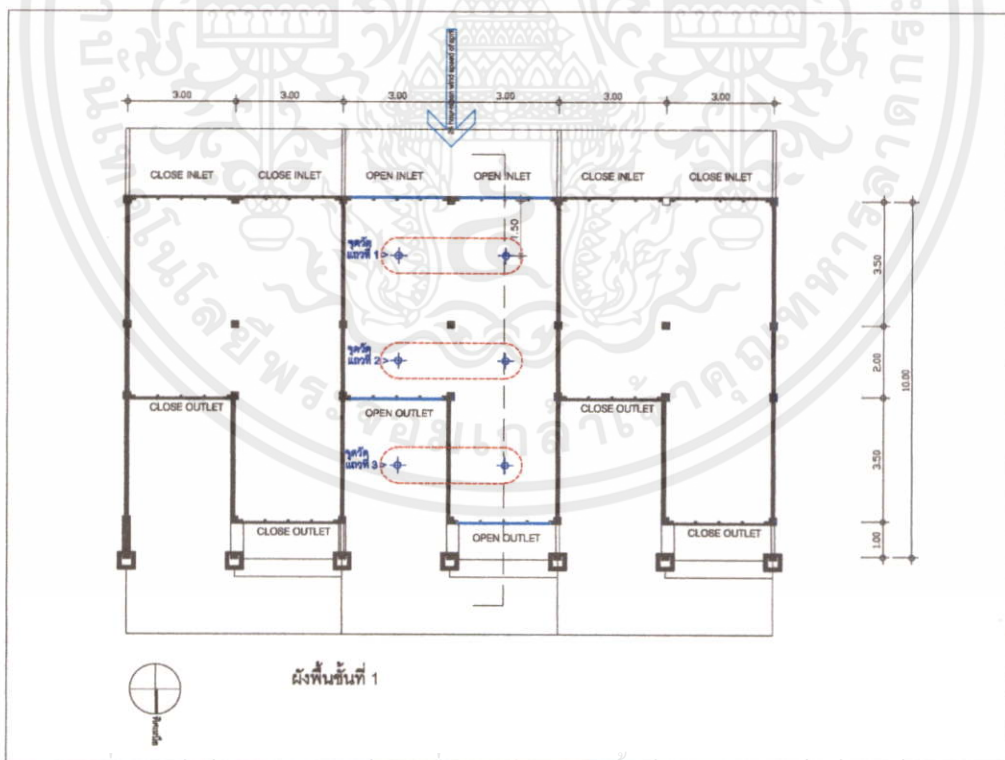 3.00 3.00 3.00 3.00 3.00 3.00
CLOSE INLET CLOSE INLET OPEN INLET OPEN INLET CLOSE INLET CLOSE INLET
1.50
จุดวัด
แถวที่ 1 >
3.50
จุดวัด
แถวที่ 2 >
2.00
10.00
CLOSE OUTLET OPEN OUTLET CLOSE OUTLET
จุดวัด
แถวที่ 3 >
3.50
CLOSE OUTLET OPEN OUTLET CLOSE OUTLET
1.00
ผังพื้นชั้นที่ 1